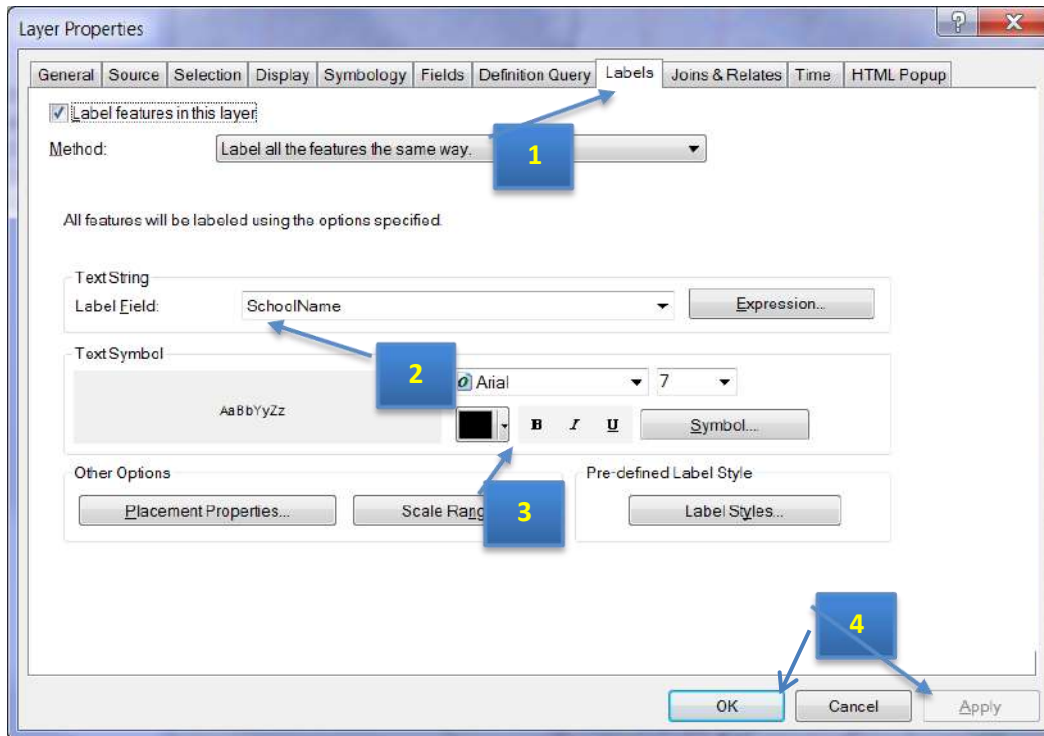 Layer Properties
General Source Selection Display Symbology Fields Definition Query Labels Joins & Relates Time HTML Popup
Label features in this layer
Method: Label all the features the same way.
1
All features will be labeled using the options specified.
Text String
Label Field: SchoolName Expression...
Text Symbol
2
AaBbYyZz
Arial 7
B I U Symbol...
Other Options
Pre-defined Label Style
Placement Properties... Scale Rang
3
Label Styles...
4
OK Cancel Apply